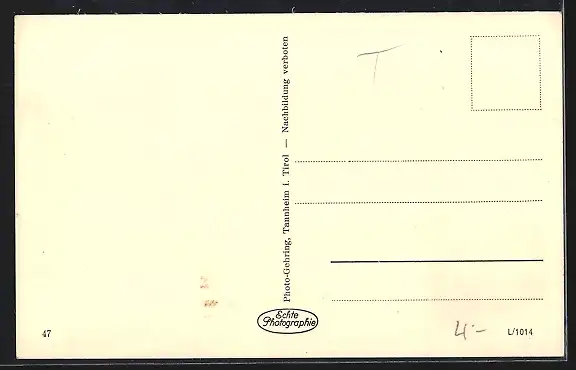 T
Photo-Gehring, Tannheim i. Tirol — Nachbildung verboten
Echte
Photographie
47
4.-
L/1014